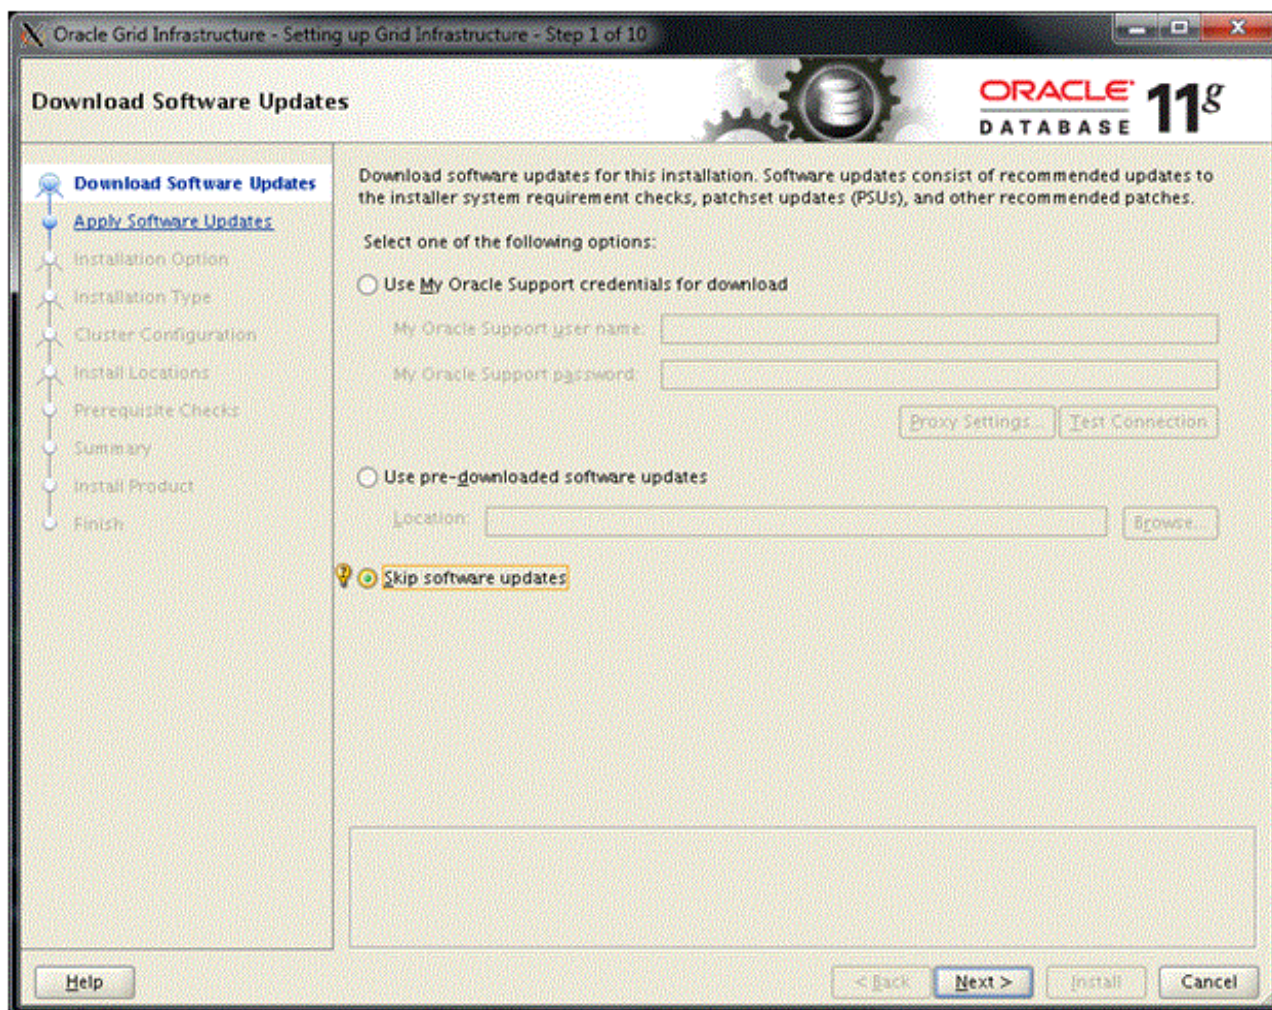 Oracle Grid Infrastructure - Setting up Grid Infrastructure - Step 1 of 10
Download Software Updates
ORACLE
DATABASE
11g
Download Software Updates
Apply Software Updates
Installation Option
Installation Type
Cluster Configuration
Install Locations
Prerequisite Checks
Summary
Install Product
Finish
Download software updates for this installation. Software updates consist of recommended updates to
the installer system requirement checks, patchset updates (PSUs), and other recommended patches.
Select one of the following options:
Use My Oracle Support credentials for download
My Oracle Support user name:
My Oracle Support password:
Proxy Settings...
Test Connection
Use pre-downloaded software updates
Location:
Browse...
Skip software updates
Help
< Back
Next >
Install
Cancel